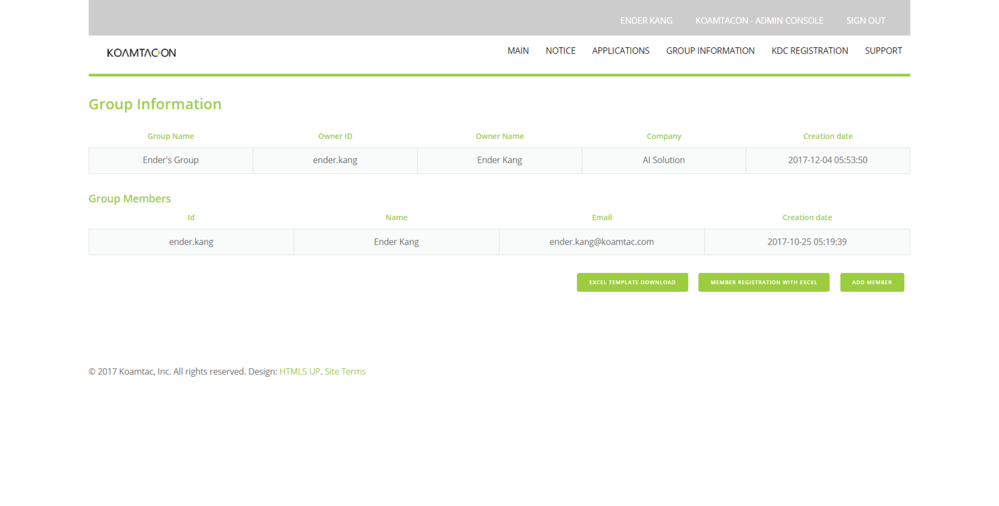 ENDER KANG KOAMTACON - ADMIN CONSOLE SIGN OUT
KOAMTACON
MAIN NOTICE APPLICATIONS GROUP INFORMATION KDC REGISTRATION SUPPORT
Group Information
Group Name Owner ID Owner Name Company Creation date
Ender's Group ender.kang Ender Kang AI Solution 2017-12-04 05:53:50
Group Members
Id Name Email Creation date
ender.kang Ender Kang ender.kang@koamtac.com 2017-10-25 05:19:39
EXCEL TEMPLATE DOWNLOAD MEMBER REGISTRATION WITH EXCEL ADD MEMBER
© 2017 Koamtac, Inc. All rights reserved. Design: HTML5 UP. Site Terms